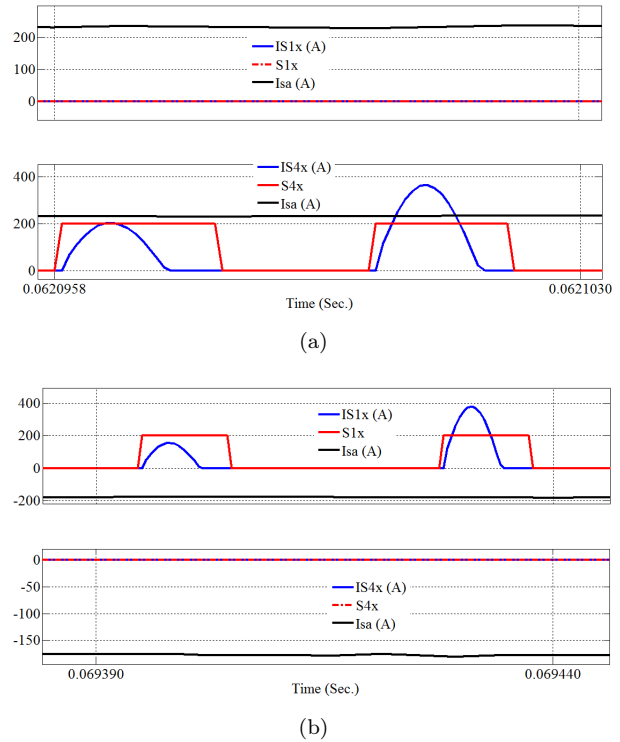 200
100
0
IS1x (A)
S1x
Isa (A)
400
200
0
IS4x (A)
S4x
Isa (A)
0.0620958
0.0621030
Time (Sec.)
(a)
400
200
0
-200
IS1x (A)
S1x
Isa (A)
0
-50
-100
-150
IS4x (A)
S4x
Isa (A)
0.069390
0.069440
Time (Sec.)
(b)